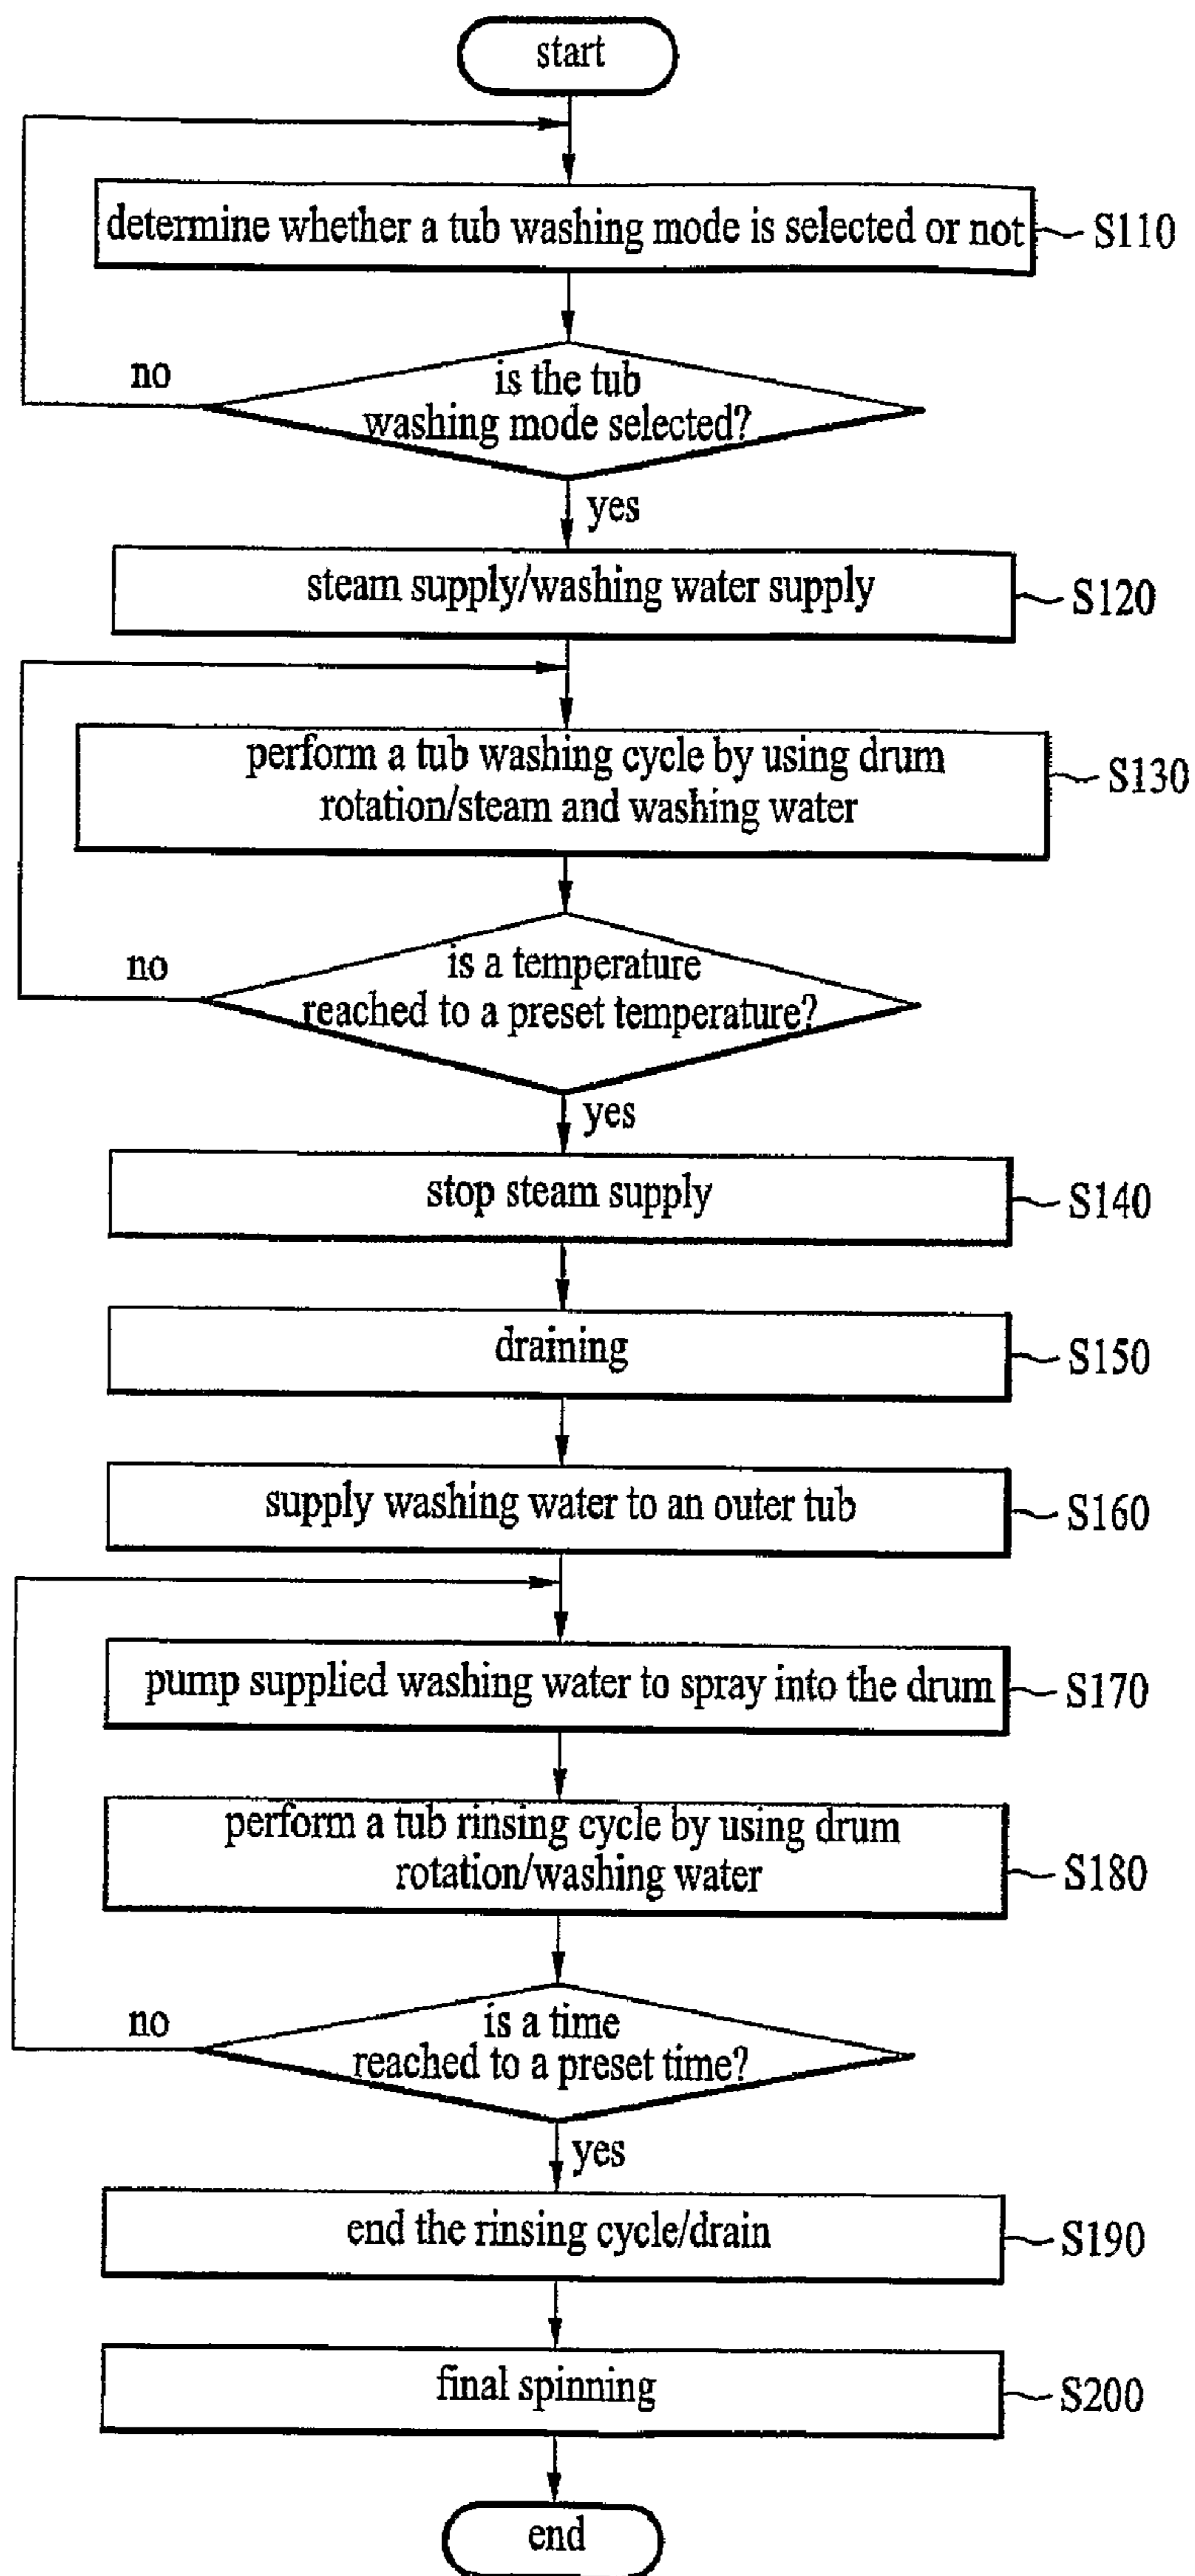 start
determine whether a tub washing mode is selected or not
S110
is the tub
washing mode selected?
no
yes
steam supply/washing water supply
S120
perform a tub washing cycle by using drum
rotation/steam and washing water
S130
is a temperature
reached to a preset temperature?
no
yes
stop steam supply
S140
draining
S150
supply washing water to an outer tub
S160
pump supplied washing water to spray into the drum
S170
perform a tub rinsing cycle by using drum
rotation/washing water
S180
is a time
reached to a preset time?
no
yes
end the rinsing cycle/drain
S190
final spinning
S200
end